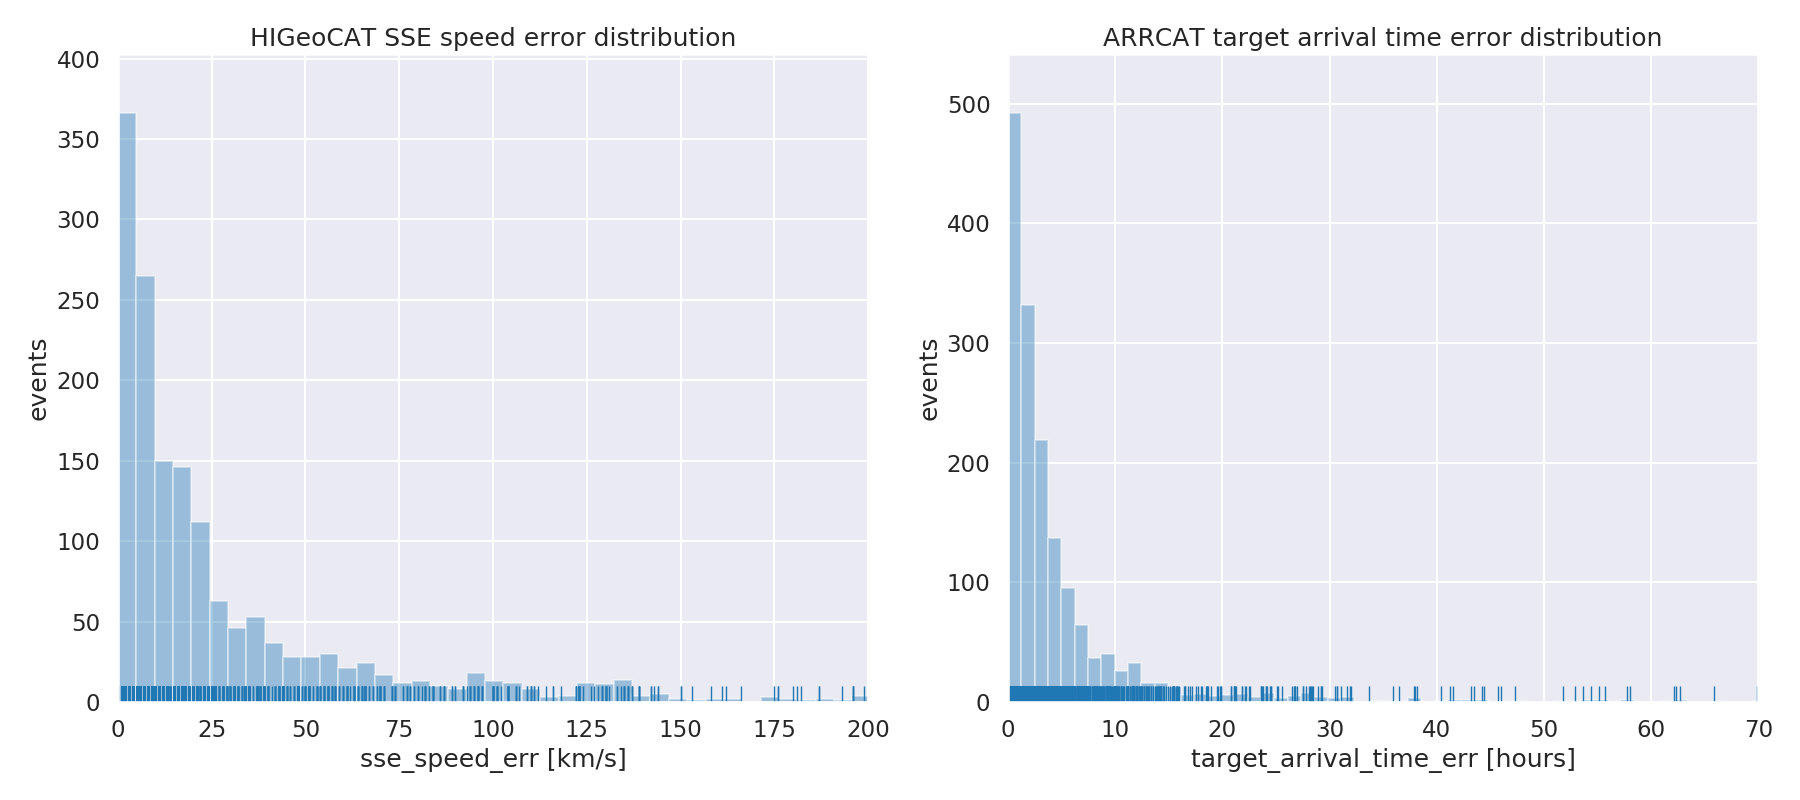 HIGeoCAT SSE speed error distribution
400
350
300
250
200
150
100
50
0
events
0 25 50 75 100 125 150 175 200
sse_speed_err [km/s]
ARRCAT target arrival time error distribution
500
400
300
200
100
0
events
0 10 20 30 40 50 60 70
target_arrival_time_err [hours]